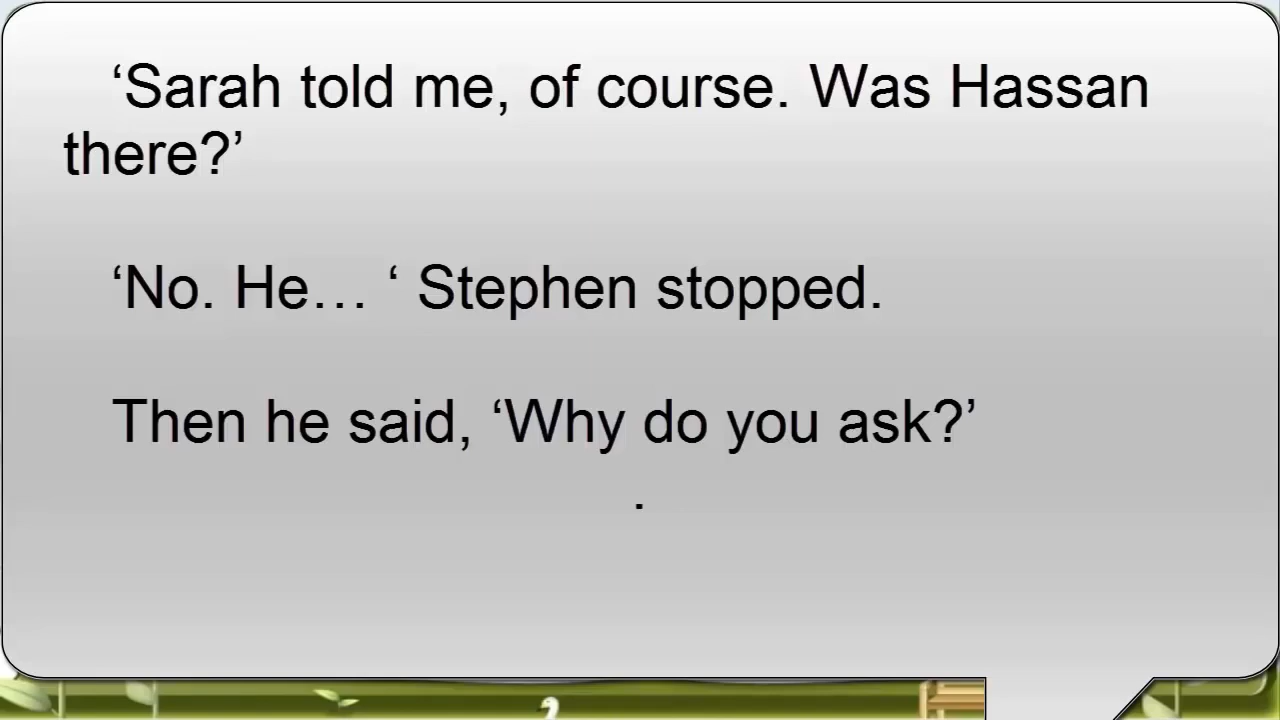 ‘Sarah told me, of course. Was Hassan
there?’
‘No. He… ‘ Stephen stopped.
Then he said, ‘Why do you ask?’
.